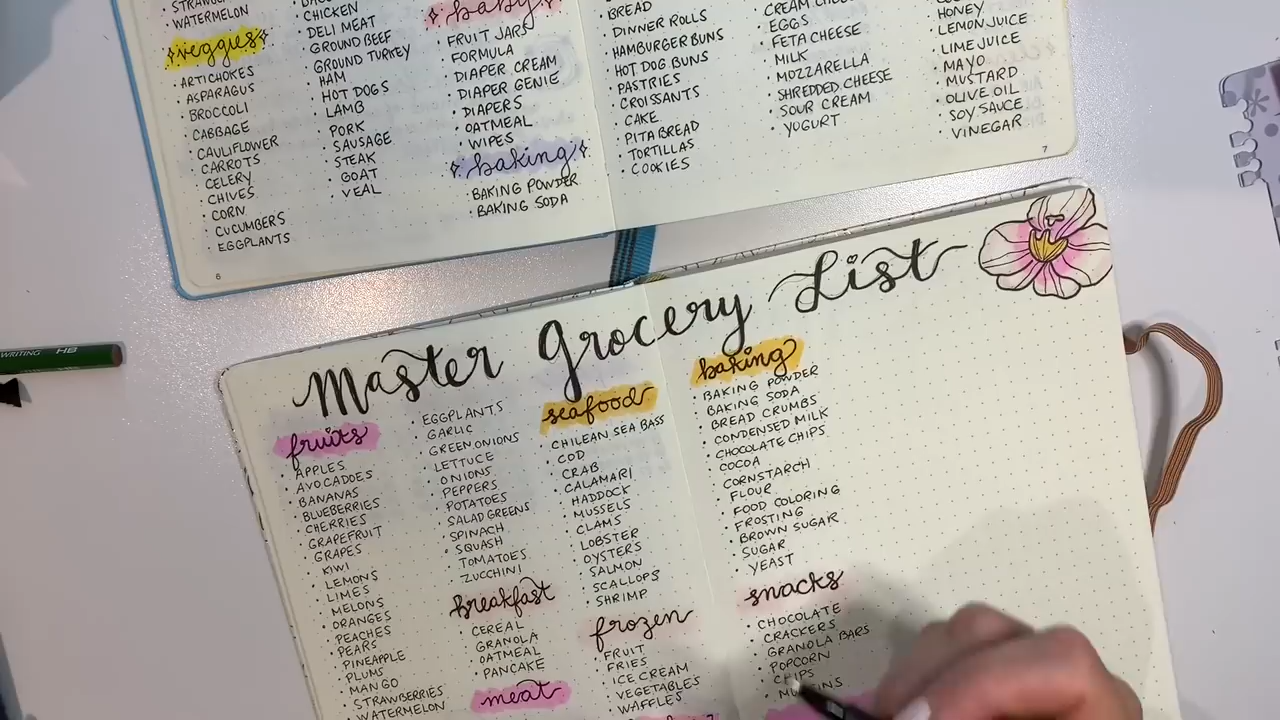 WATERMELON
veggies
ARTICHOKES
ASPARAGUS
BROCCOLI
CABBAGE
CAULIFLOWER
CARROTS
CELERY
CHIVES
CORN
CUCUMBERS
EGGPLANTS
6
CHICKEN
DELI MEAT
GROUND BEEF
GROUND TURKEY
HAM
HOT DOGS
LAMB
PORK
SAUSAGE
STEAK
GOAT
VEAL
baby
FRUIT JARS
FORMULA
DIAPER CREAM
DIAPER GENIE
DIAPERS
OATMEAL
WIPES
baking
BAKING POWDER
BAKING SODA
BREAD
DINNER ROLLS
HAMBURGER BUNS
HOT DOG BUNS
PASTRIES
CROISSANTS
CAKE
PITA BREAD
TORTILLAS
COOKIES
CREAM
EGGS
FETA CHEESE
MILK
MOZZARELLA
SHREDDED CHEESE
SOUR CREAM
YOGURT
HONEY
LEMON JUICE
LIME JUICE
MAYO
MUSTARD
OLIVE OIL
SOY SAUCE
VINEGAR
7
WRITING HB
Master Grocery List
fruits
APPLES
AVOCADOES
BANANAS
BLUEBERRIES
CHERRIES
GRAPEFRUIT
GRAPES
KIWI
LEMONS
LIMES
MELONS
ORANGES
PEACHES
PEARS
PINEAPPLE
PLUMS
MANGO
STRAWBERRIES
WATERMELON
EGGPLANTS
GARLIC
GREEN ONIONS
LETTUCE
ONIONS
PEPPERS
POTATOES
SALAD GREENS
SPINACH
SQUASH
TOMATOES
ZUCCHINI
breakfast
CEREAL
GRANOLA
OATMEAL
PANCAKE
meat
seafood
CHILEAN SEA BASS
COD
CRAB
CALAMARI
HADDOCK
MUSSELS
CLAMS
LOBSTER
OYSTERS
SALMON
SCALLOPS
SHRIMP
frozen
FRUIT
FRIES
ICE CREAM
VEGETABLES
WAFFLES
baking
BAKING POWDER
BAKING SODA
BREAD CRUMBS
CONDENSED MILK
CHOCOLATE CHIPS
COCOA
CORNSTARCH
FLOUR
FOOD COLORING
FROSTING
BROWN SUGAR
SUGAR
YEAST
snacks
CHOCOLATE
CRACKERS
GRANOLA BARS
POPCORN
CHIPS
MUFFINS